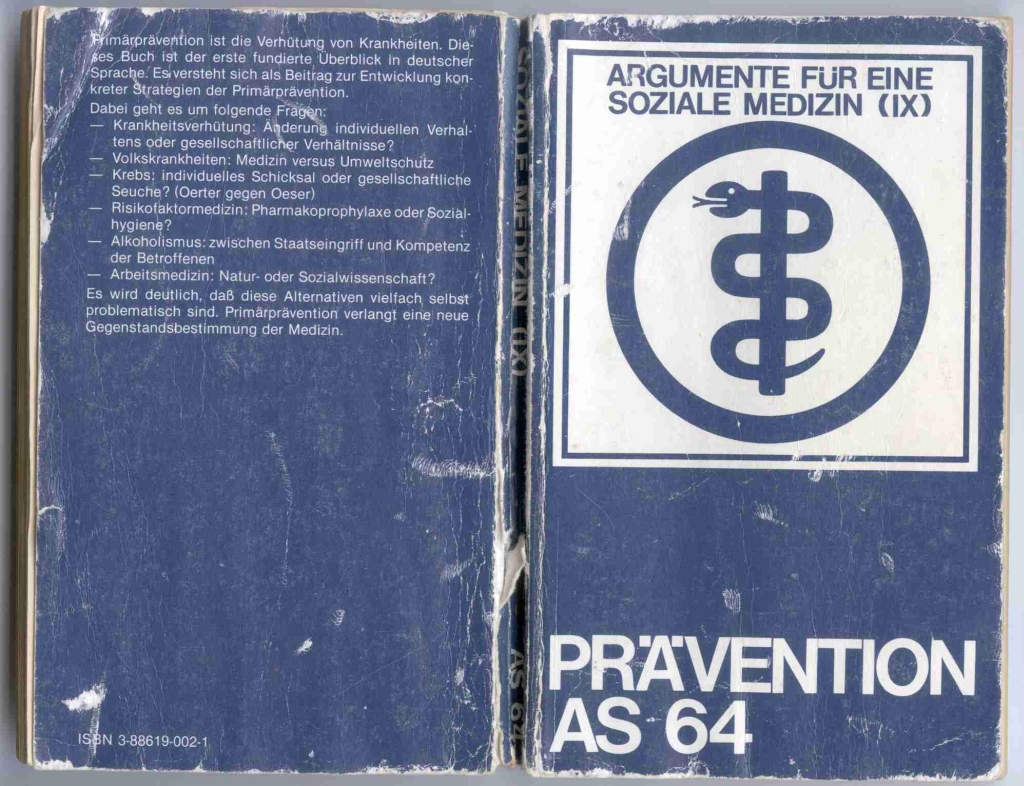 Primärprävention ist die Verhütung von Krankheiten. Die-
ses Buch ist der erste fundierte Überblick in deutscher
Sprache. Es versteht sich als Beitrag zur Entwicklung kon-
kreter Strategien der Primärprävention.
Dabei geht es um folgende Fragen:
— Krankheitsverhütung: Änderung individuellen Verhal-
tens oder gesellschaftlicher Verhältnisse?
— Volkskrankheiten: Medizin versus Umweltschutz
— Krebs: individuelles Schicksal oder gesellschaftliche
Seuche? (Oerter gegen Oeser)
— Risikofaktormedizin: Pharmakoprophylaxe oder Sozial-
hygiene?
— Alkoholismus: zwischen Staatseingriff und Kompetenz
der Betroffenen
— Arbeitsmedizin: Natur- oder Sozialwissenschaft?
Es wird deutlich, daß diese Alternativen vielfach selbst
problematisch sind. Primärprävention verlangt eine neue
Gegenstandsbestimmung der Medizin.
ISBN 3-88619-002-1
SOZIALE MEDIZIN (IX)
AS 64
ARGUMENTE FÜR EINE
SOZIALE MEDIZIN (IX)
PRÄVENTION
AS 64